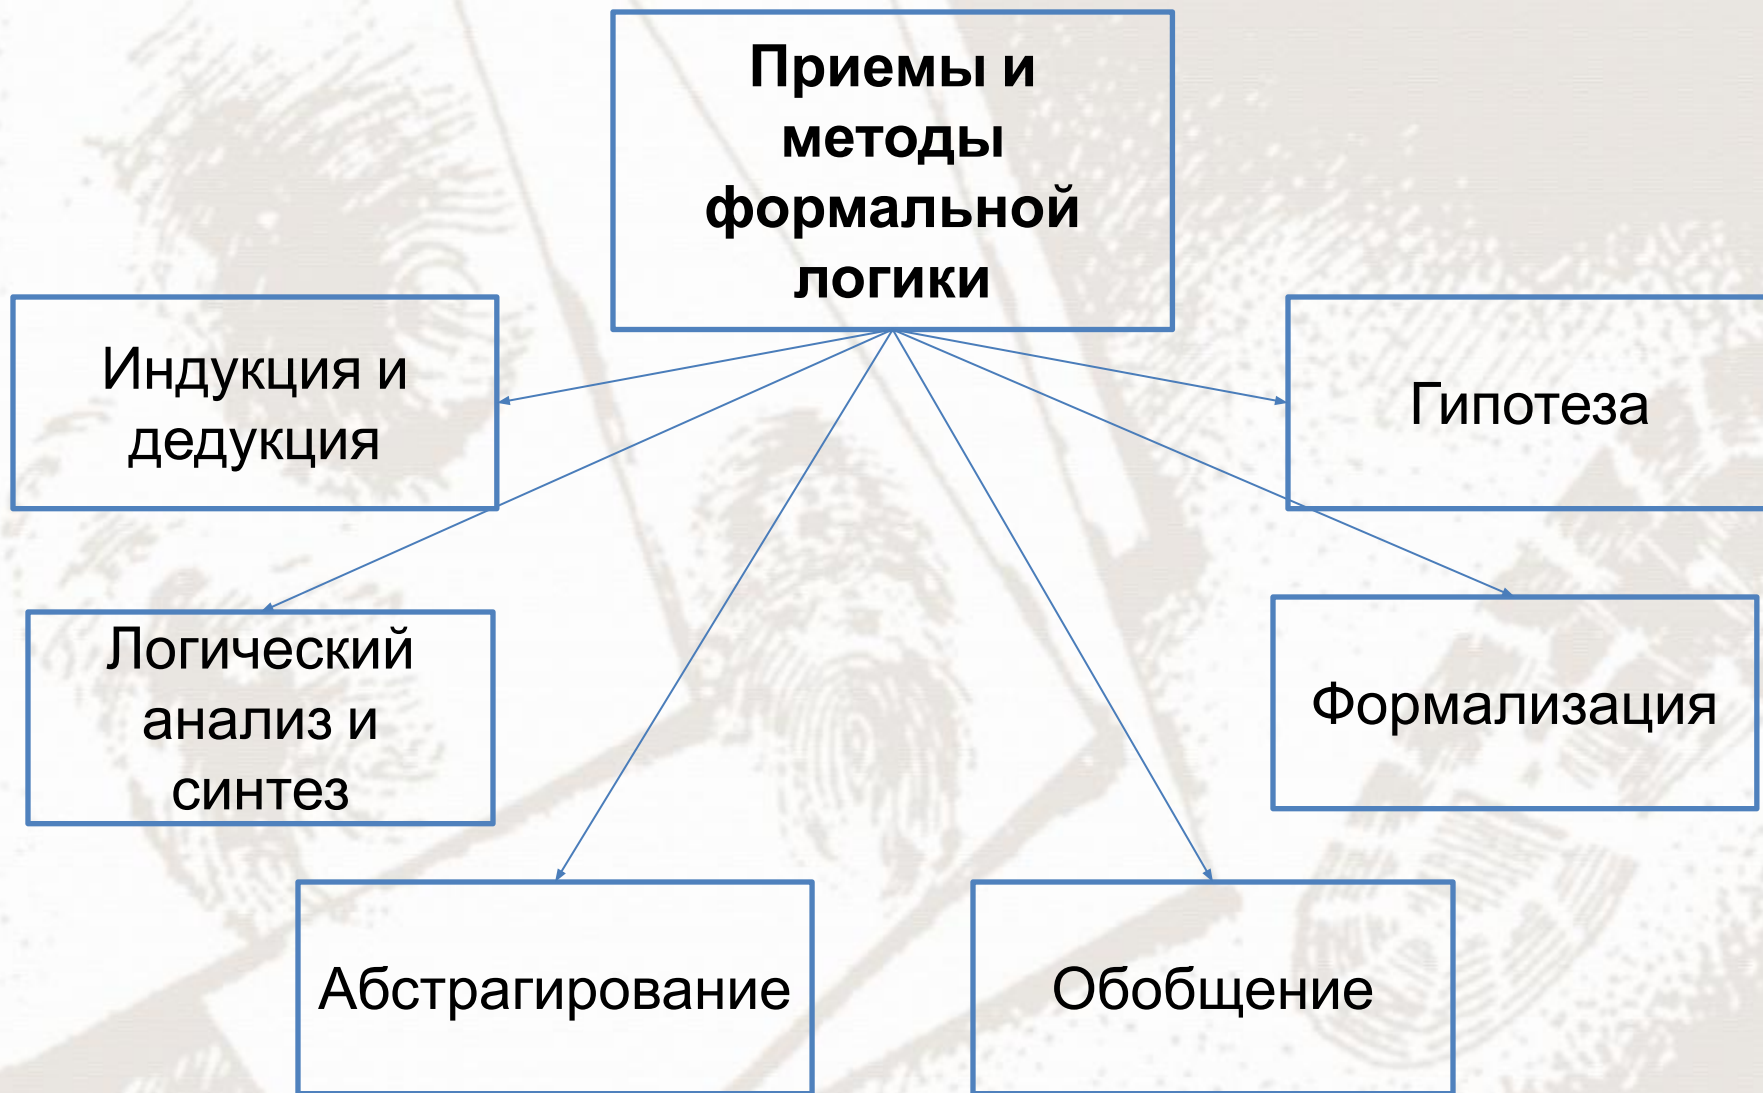 Приемы и
методы
формальной
логики
Индукция и
дедукция
Гипотеза
Логический
анализ и
синтез
Формализация
Абстрагирование
Обобщение